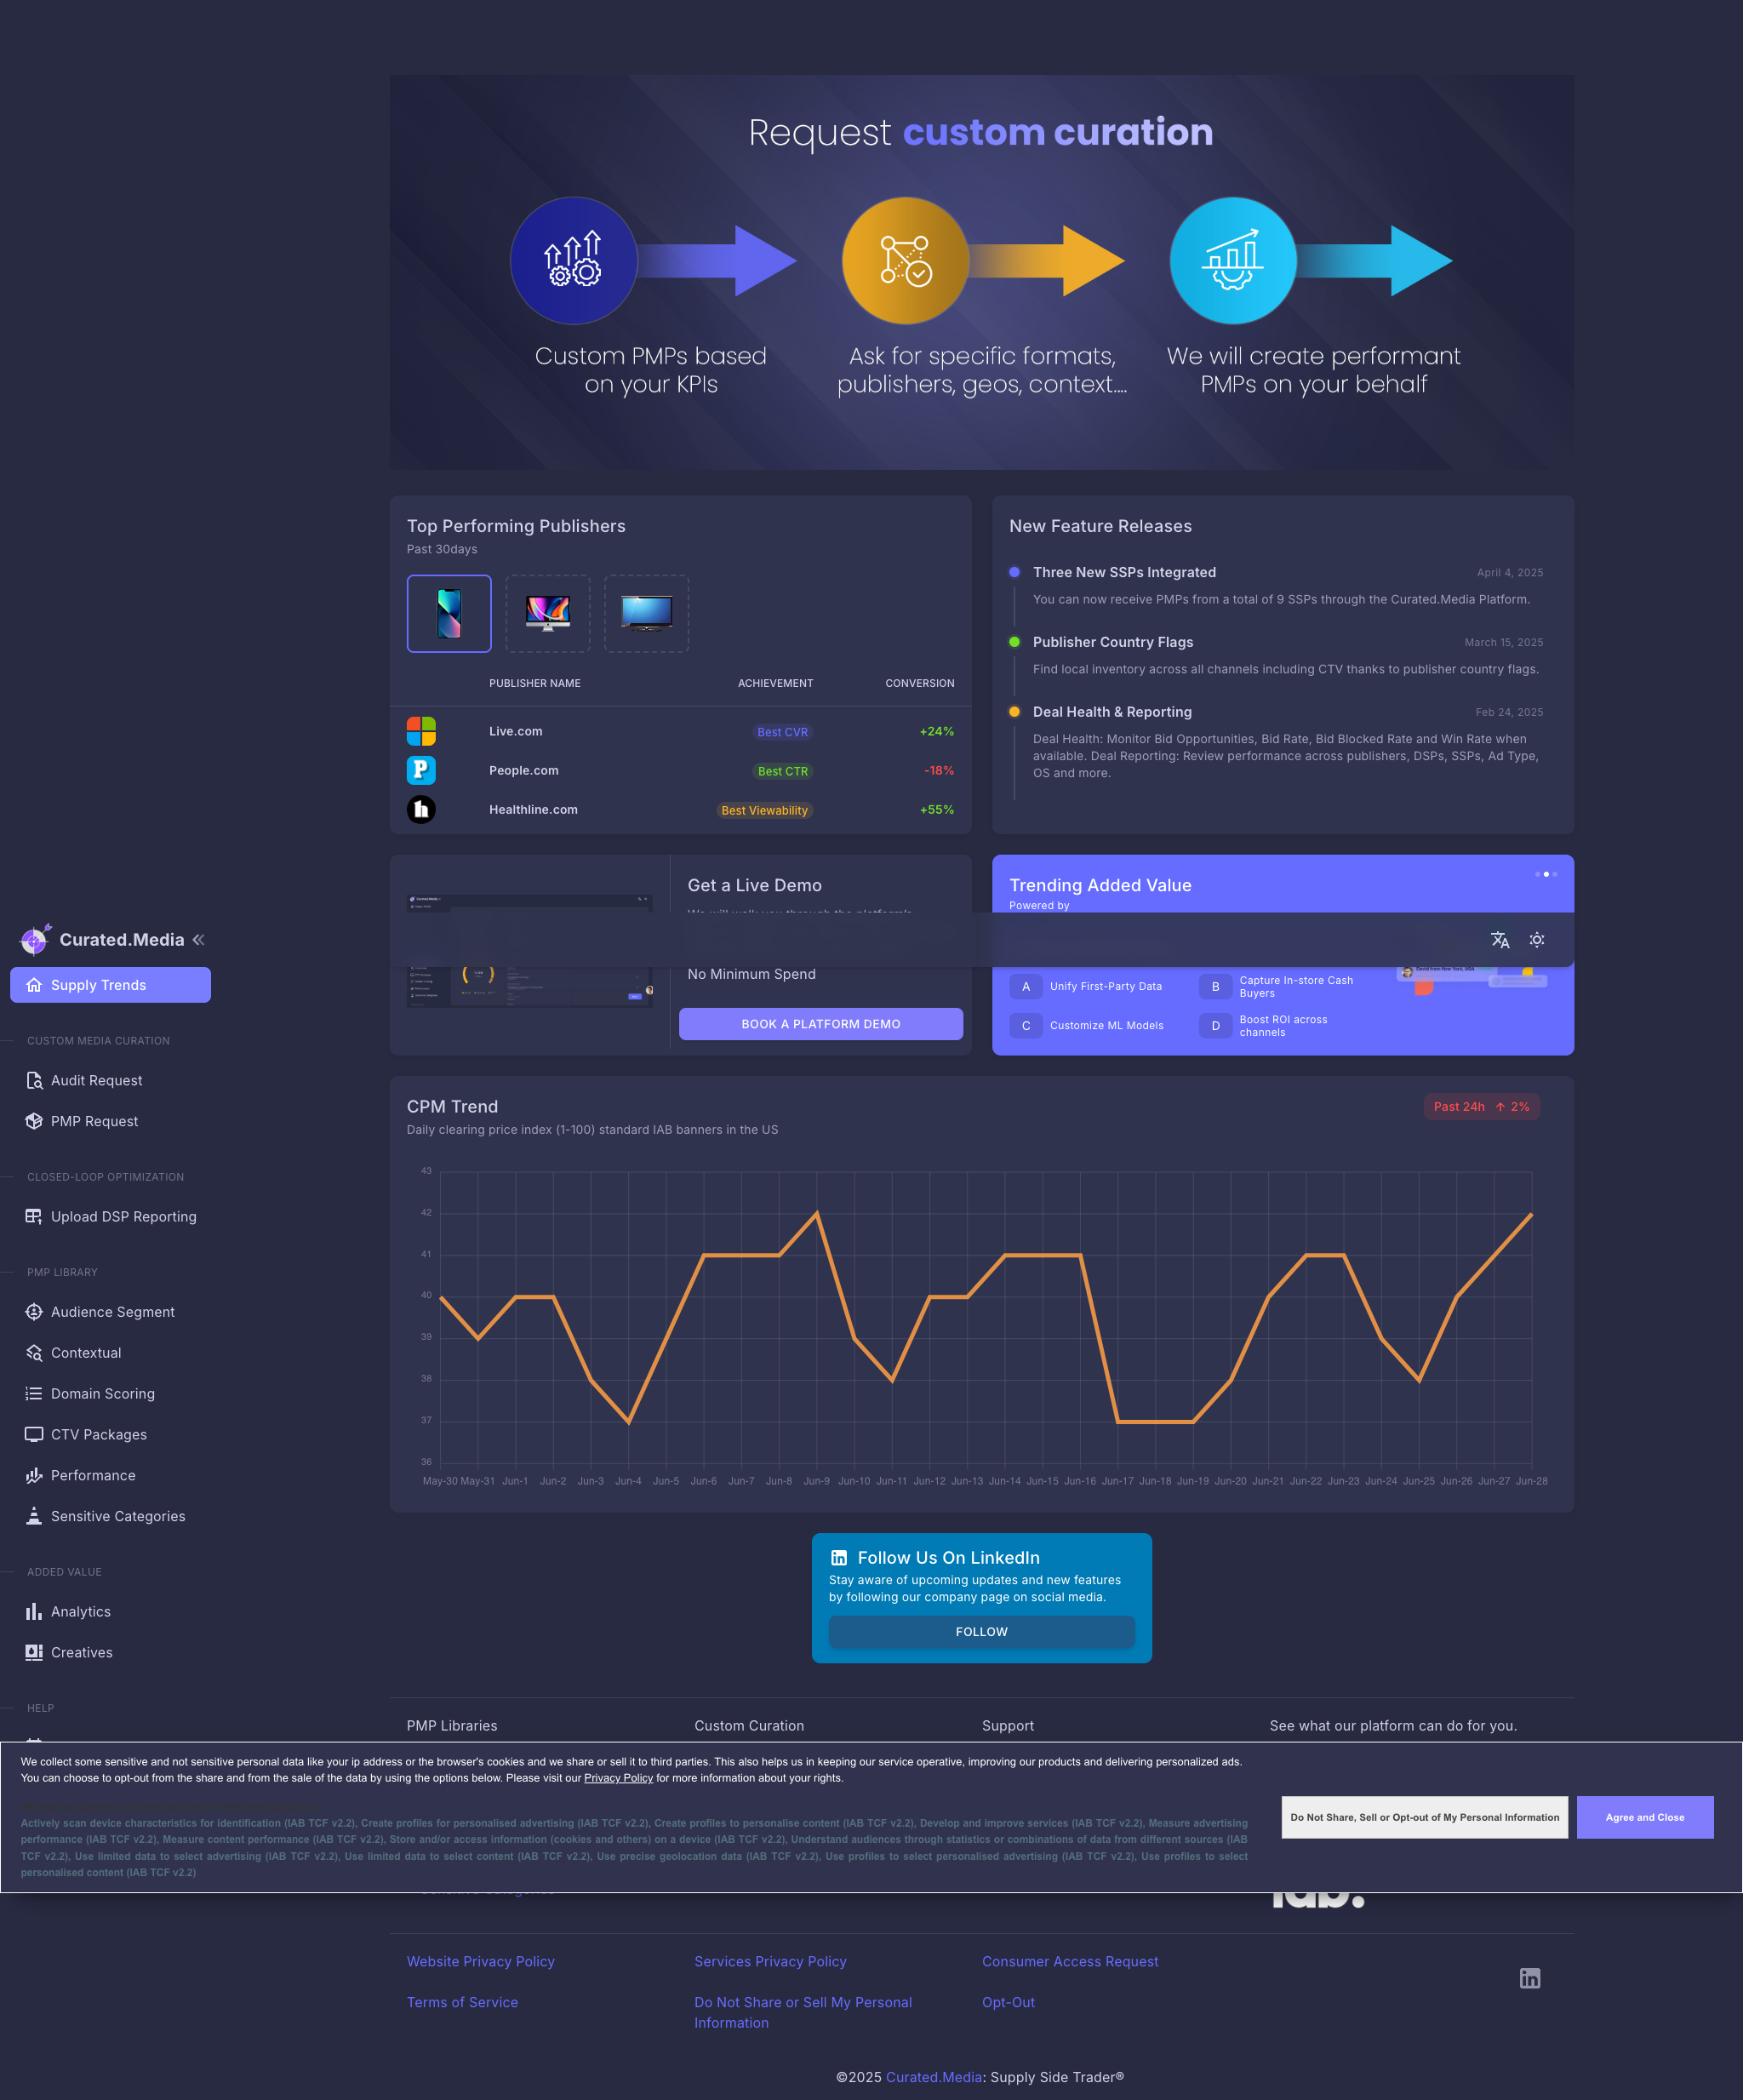 Request custom curation
Custom PMPs based
on your KPIs
Ask for specific formats,
publishers, geos, context....
We will create performant
PMPs on your behalf
Top Performing Publishers
Past 30days
PUBLISHER NAME ACHIEVEMENT CONVERSION
Live.com Best CVR +24%
People.com Best CTR -18%
Healthline.com Best Viewability +55%
New Feature Releases
Three New SSPs Integrated April 4, 2025
You can now receive PMPs from a total of 9 SSPs through the Curated.Media Platform.
Publisher Country Flags March 15, 2025
Find local inventory across all channels including CTV thanks to publisher country flags.
Deal Health & Reporting Feb 24, 2025
Deal Health: Monitor Bid Opportunities, Bid Rate, Bid Blocked Rate and Win Rate when
available. Deal Reporting: Review performance across publishers, DSPs, SSPs, Ad Type,
OS and more.
Get a Live Demo
No Minimum Spend
BOOK A PLATFORM DEMO
Trending Added Value
Powered by
A Unify First-Party Data
B Capture In-store Cash
Buyers
C Customize ML Models
D Boost ROI across
channels
Curated.Media
Supply Trends
CUSTOM MEDIA CURATION
Audit Request
PMP Request
CLOSED-LOOP OPTIMIZATION
Upload DSP Reporting
PMP LIBRARY
Audience Segment
Contextual
Domain Scoring
CTV Packages
Performance
Sensitive Categories
ADDED VALUE
Analytics
Creatives
HELP
CPM Trend
Past 24h ↑ 2%
Daily clearing price index (1-100) standard IAB banners in the US
43
42
41
40
39
38
37
36
May-30 May-31 Jun-1 Jun-2 Jun-3 Jun-4 Jun-5 Jun-6 Jun-7 Jun-8 Jun-9 Jun-10 Jun-11 Jun-12 Jun-13 Jun-14 Jun-15 Jun-16 Jun-17 Jun-18 Jun-19 Jun-20 Jun-21 Jun-22 Jun-23 Jun-24 Jun-25 Jun-26 Jun-27 Jun-28
Follow Us On LinkedIn
Stay aware of upcoming updates and new features
by following our company page on social media.
FOLLOW
PMP Libraries Custom Curation Support See what our platform can do for you.
We collect some sensitive and not sensitive personal data like your ip address or the browser's cookies and we share or sell it to third parties. This also helps us in keeping our service operative, improving our products and delivering personalized ads.
You can choose to opt-out from the share and from the sale of the data by using the options below. Please visit our Privacy Policy for more information about your rights.
Actively scan device characteristics for identification (IAB TCF v2.2), Create profiles for personalised advertising (IAB TCF v2.2), Create profiles to personalise content (IAB TCF v2.2), Develop and improve services (IAB TCF v2.2), Measure advertising
performance (IAB TCF v2.2), Measure content performance (IAB TCF v2.2), Store and/or access information (cookies and others) on a device (IAB TCF v2.2), Understand audiences through statistics or combinations of data from different sources (IAB
TCF v2.2), Use limited data to select advertising (IAB TCF v2.2), Use limited data to select content (IAB TCF v2.2), Use precise geolocation data (IAB TCF v2.2), Use profiles to select personalised advertising (IAB TCF v2.2), Use profiles to select
personalised content (IAB TCF v2.2)
Do Not Share, Sell or Opt-out of My Personal Information
Agree and Close
iab.
Website Privacy Policy Services Privacy Policy Consumer Access Request
Terms of Service Do Not Share or Sell My Personal
Information
Opt-Out
©2025 Curated.Media: Supply Side Trader®